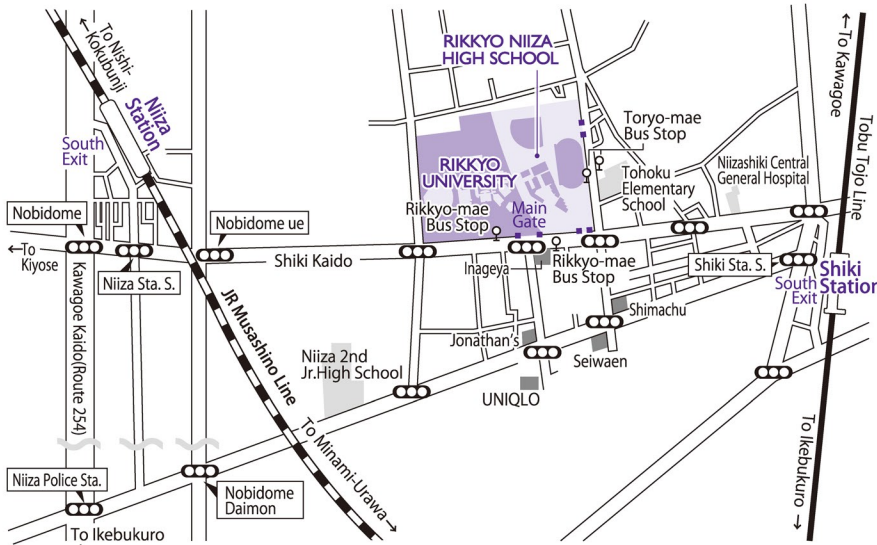 To Nishi-
Kokubunji
Niiza
Station
South
Exit
RIKKYO NIIZA
HIGH SCHOOL
To Kawagoe
Tobu Tojo Line
Toryo-mae
Bus Stop
RIKKYO
UNIVERSITY
Tohoku
Elementary
School
Niizashiki Central
General Hospital
Nobidome
Nobidome ue
Rikkyo-mae
Bus Stop
Main
Gate
To
Kiyose
Niiza Sta. S.
Shiki Kaido
Inageya
Rikkyo-mae
Bus Stop
Shiki Sta. S.
South
Exit
Shiki
Station
Kawagoe Kaido(Route 254)
JR Musashino Line
Shimachu
Jonathan's
Seiwaen
Niiza 2nd
Jr.High School
UNIQLO
To Minami-Urawa
To Ikebukuro
Niiza Police Sta.
Nobidome
Daimon
To Ikebukuro